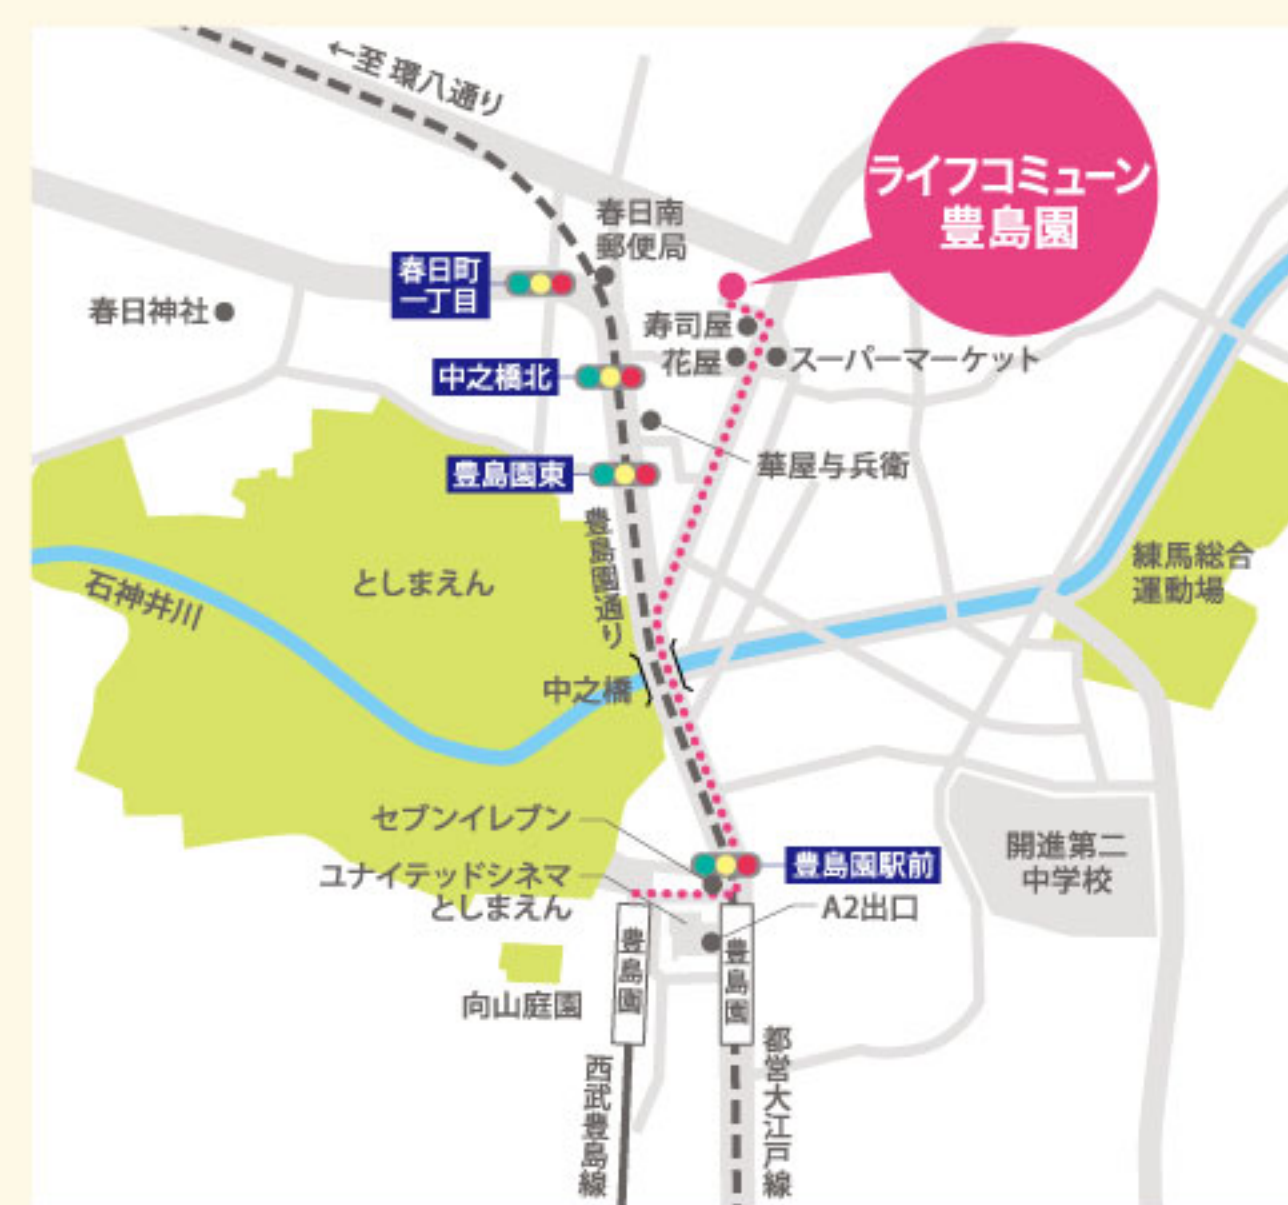 ←至 環八通り
ライフコミューン
豊島園
春日南
郵便局
春日町
一丁目
春日神社
寿司屋
花屋
スーパーマーケット
中之橋北
華屋与兵衛
豊島園東
豊島園通り
としまえん
石神井川
練馬総合
運動場
中之橋
セブンイレブン
豊島園駅前
開進第二
中学校
ユナイテッドシネマ
としまえん
A2出口
豊島園
豊島園
向山庭園
西武豊島線
都営大江戸線